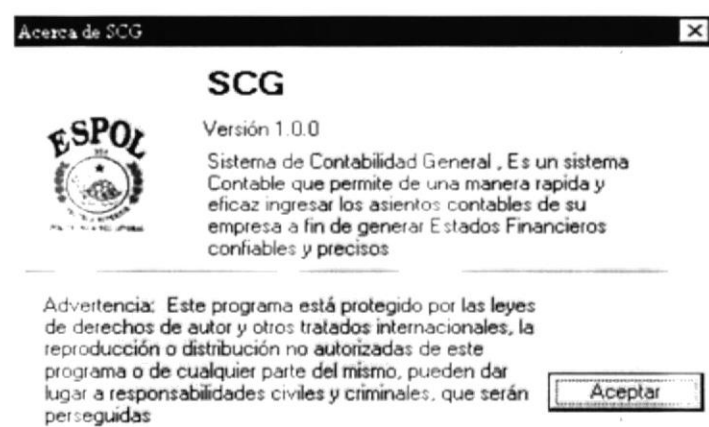 Acerca de SCG
SCG
ESPOL
Versión 1.0.0
Sistema de Contabilidad General , Es un sistema
Contable que permite de una manera rapida y
eficaz ingresar los asientos contables de su
empresa a fin de generar Estados Financieros
confiables y precisos
Advertencia: Este programa está protegido por las leyes
de derechos de autor y otros tratados internacionales, la
reproducción o distribución no autorizadas de este
programa o de cualquier parte del mismo, pueden dar
lugar a responsabilidades civiles y criminales, que serán
perseguidas
Aceptar